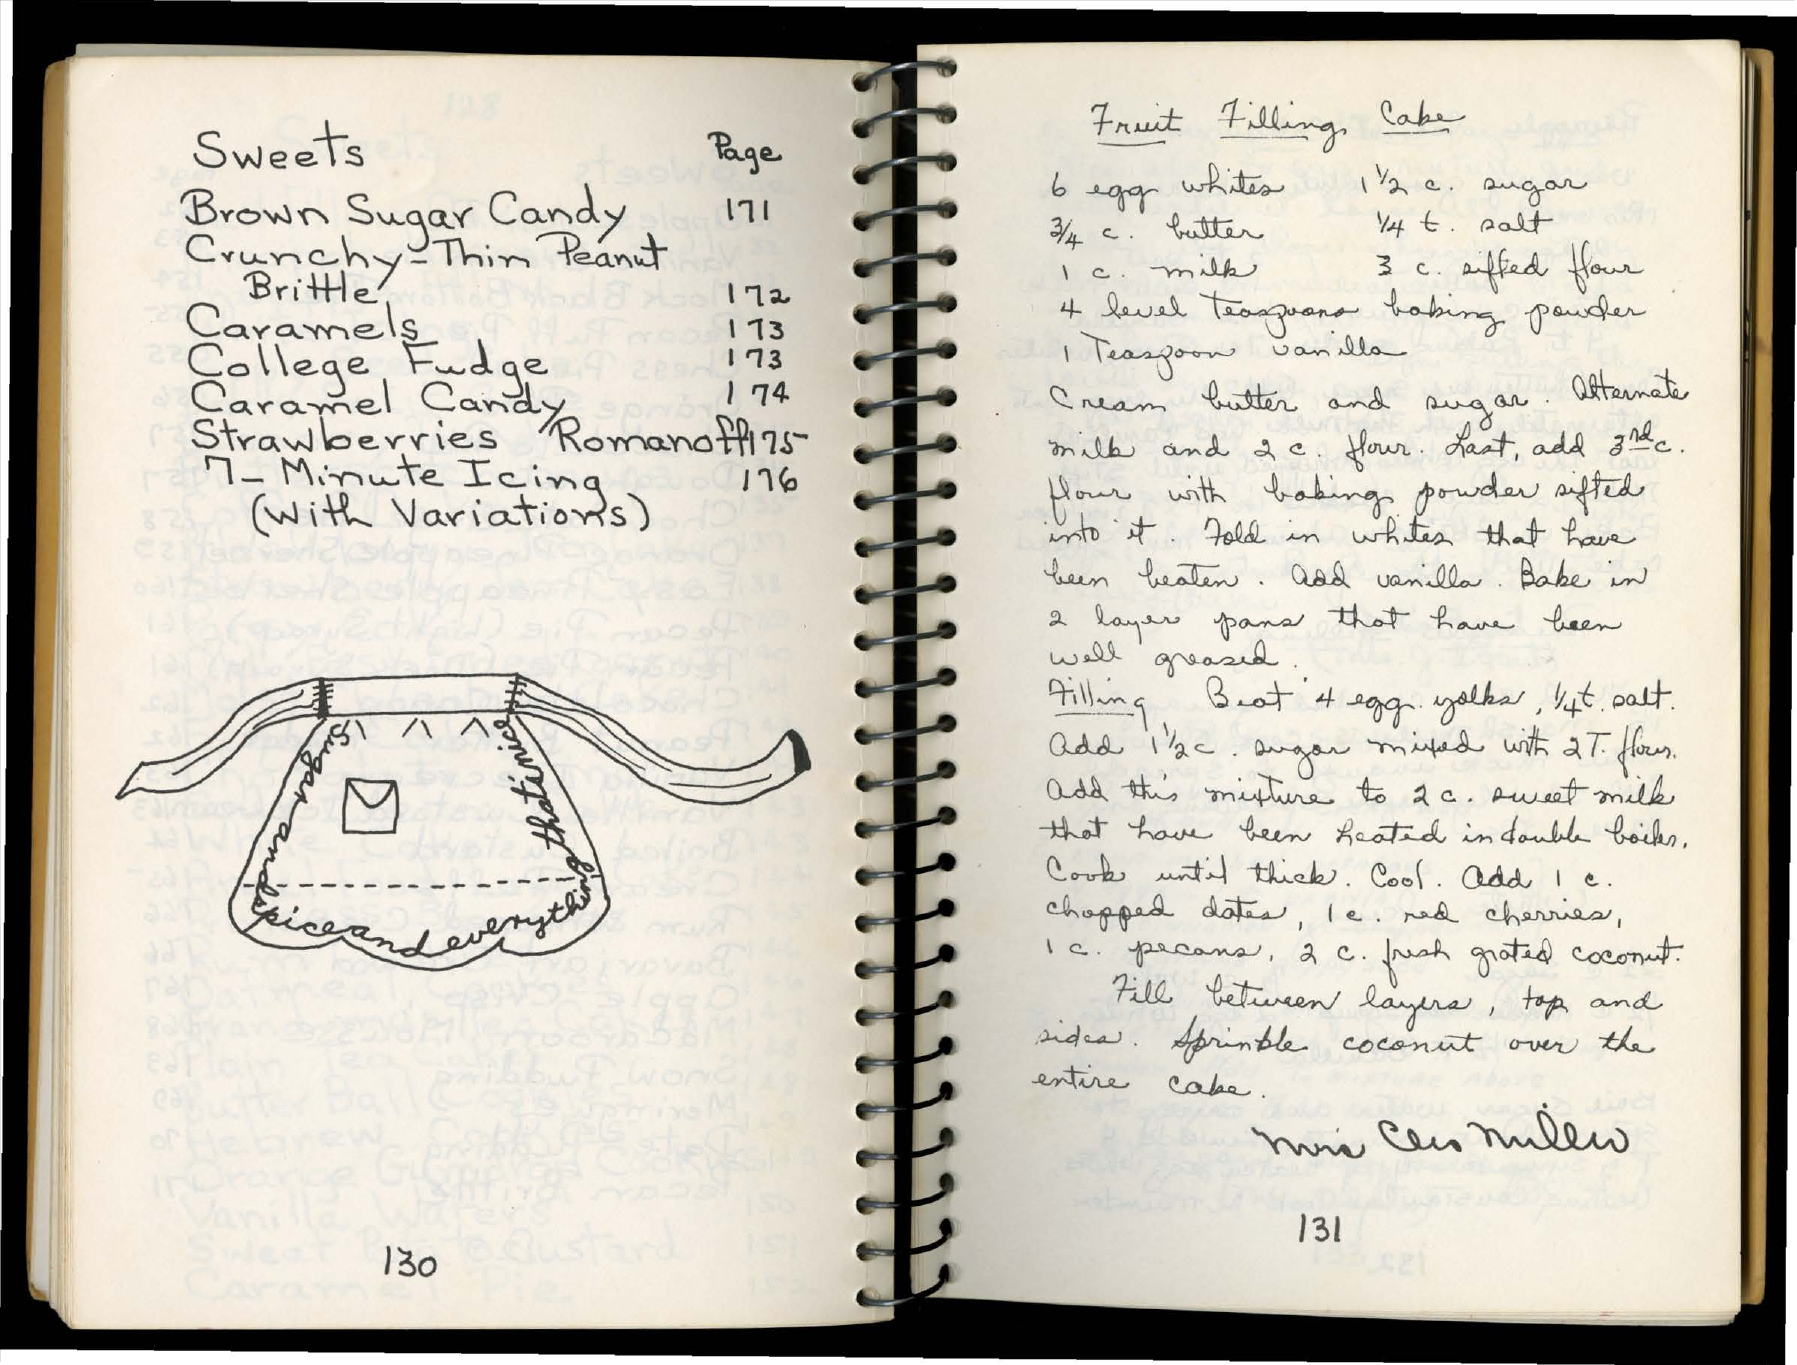 Sweets Page
Brown Sugar Candy 171
Crunchy-Thin Peanut
Brittle 172
Caramels 173
College Fudge 173
Caramel Candy 174
Strawberries Romanoff 175
7-Minute Icing 176
(With Variations)
Sugar and spice and everything that's nice
130
Fruit Filling Cake
6 egg whites 1 1/2 c. sugar
3/4 c. butter 1/4 t. salt
1 c. milk 3 c. sifted flour
4 level teaspoons baking powder
1 Teaspoon vanilla
Cream butter and sugar. Alternate
milk and 2 c. flour. Last, add 3rd c.
flour with baking powder sifted
into it. Fold in whites that have
been beaten. Add vanilla. Bake in
2 layer pans that have been
well greased.
Filling Beat 4 egg yolks, 1/4 t. salt.
Add 1 1/2 c. sugar mixed with 2 T. flour.
Add this mixture to 2 c. sweet milk
that have been heated in double boiler.
Cook until thick. Cool. Add 1 c.
chopped dates, 1 c. red cherries,
1 c. pecans, 2 c. fresh grated coconut.
Fill between layers, top and
sides. Sprinkle coconut over the
entire cake.
Mrs Cleo Miller
131